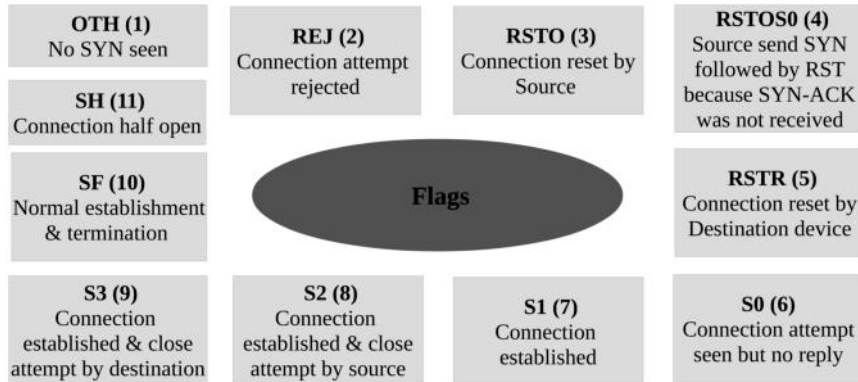 OTH (1)
No SYN seen
REJ (2)
Connection attempt
rejected
RSTO (3)
Connection reset by
Source
RSTOS0 (4)
Source send SYN
followed by RST
because SYN-ACK
was not received
SH (11)
Connection half open
SF (10)
Normal establishment
& termination
Flags
RSTR (5)
Connection reset by
Destination device
S3 (9)
Connection
established & close
attempt by destination
S2 (8)
Connection
established & close
attempt by source
S1 (7)
Connection
established
S0 (6)
Connection attempt
seen but no reply